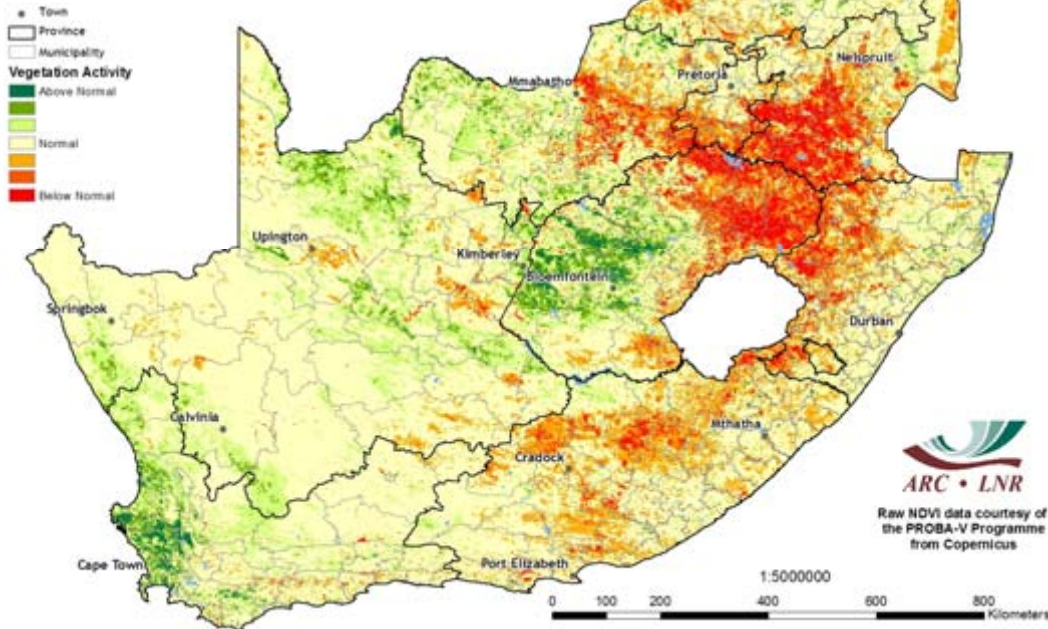 Town
Province
Municipality
Vegetation Activity
Above Normal
Normal
Below Normal
Nelspruit
Pretoria
Mmabatho
Upington
Kimberley
Bloemfontein
Springbok
Durban
Calvinia
Mthatha
Cradock
Cape Town
Port Elizabeth
ARC • LNR
Raw NDVI data courtesy of
the PROBA-V Programme
from Copernicus
1:5000000
0 100 200 400 600 800
Kilometers